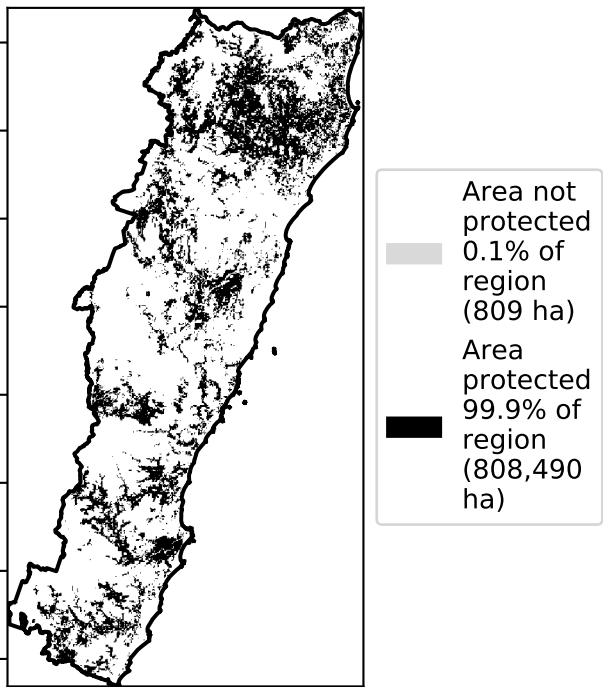 Area not
protected
0.1% of
region
(809 ha)
Area
protected
99.9% of
region
(808,490
ha)